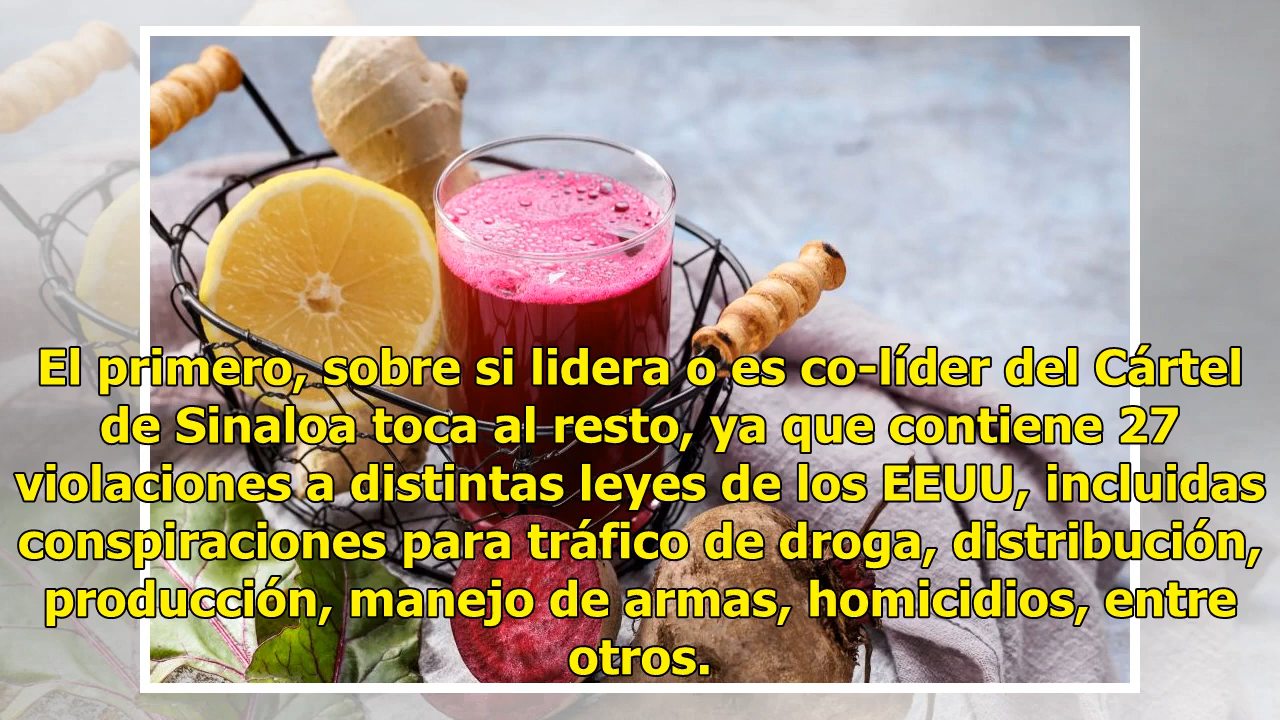 El primero, sobre si lidera o es co-líder del Cártel
de Sinaloa toca al resto, ya que contiene 27
violaciones a distintas leyes de los EEUU, incluidas
conspiraciones para tráfico de droga, distribución,
producción, manejo de armas, homicidios, entre
otros.